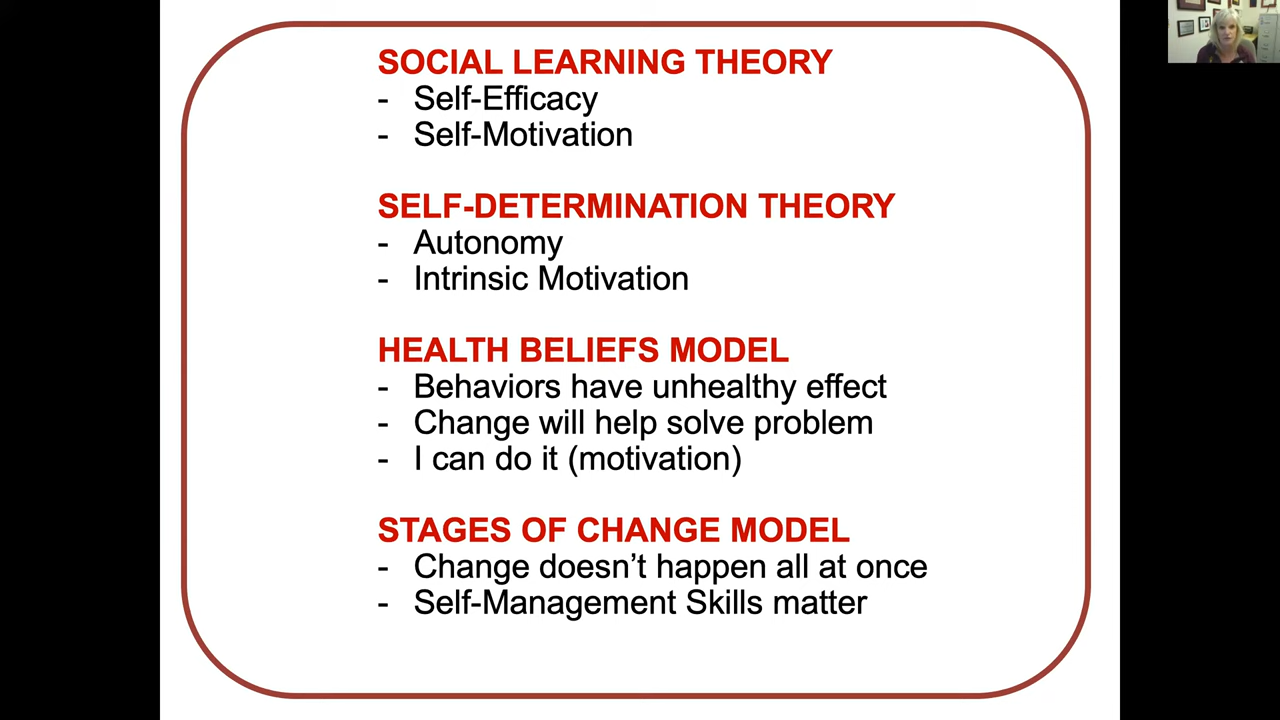 SOCIAL LEARNING THEORY
- Self-Efficacy
- Self-Motivation
SELF-DETERMINATION THEORY
- Autonomy
- Intrinsic Motivation
HEALTH BELIEFS MODEL
- Behaviors have unhealthy effect
- Change will help solve problem
- I can do it (motivation)
STAGES OF CHANGE MODEL
- Change doesn’t happen all at once
- Self-Management Skills matter